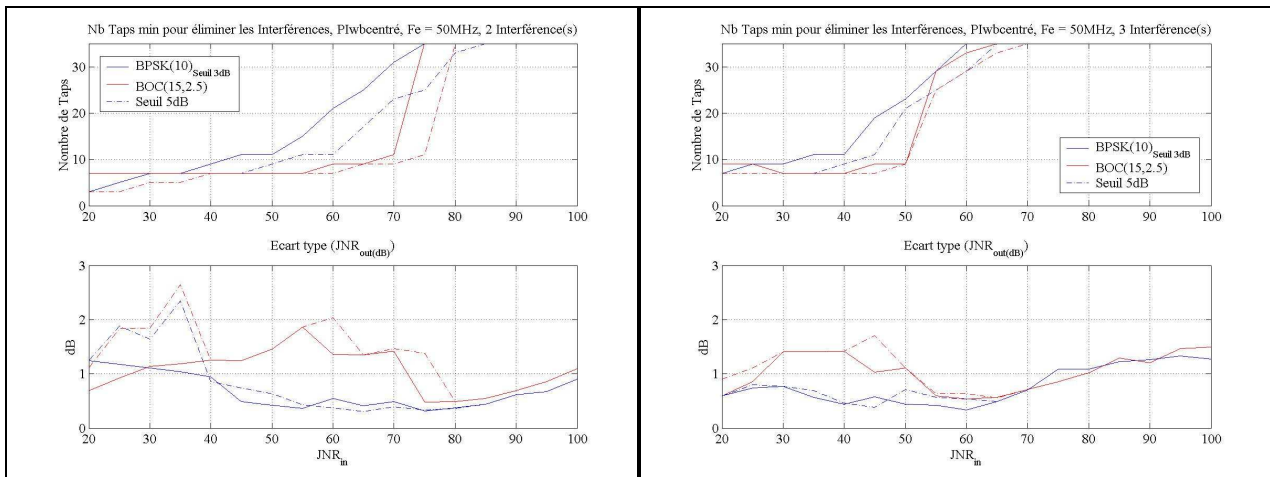 Nb Taps min pour éliminer les Interférences, PIwbcentré, Fe = 50MHz, 2 Interférence(s)
Nombre de Taps
30
20
10
0
BPSK(10)Seuil 3dB
BOC(15,2.5)
Seuil 5dB
20 30 40 50 60 70 80 90 100
Ecart type (JNRout(dB))
dB
3
2
1
0
20 30 40 50 60 70 80 90 100
JNRin
Nb Taps min pour éliminer les Interférences, PIwbcentré, Fe = 50MHz, 3 Interférence(s)
Nombre de Taps
30
20
10
0
BPSK(10)Seuil 3dB
BOC(15,2.5)
Seuil 5dB
20 30 40 50 60 70 80 90 100
Ecart type (JNRout(dB))
dB
3
2
1
0
20 30 40 50 60 70 80 90 100
JNRin